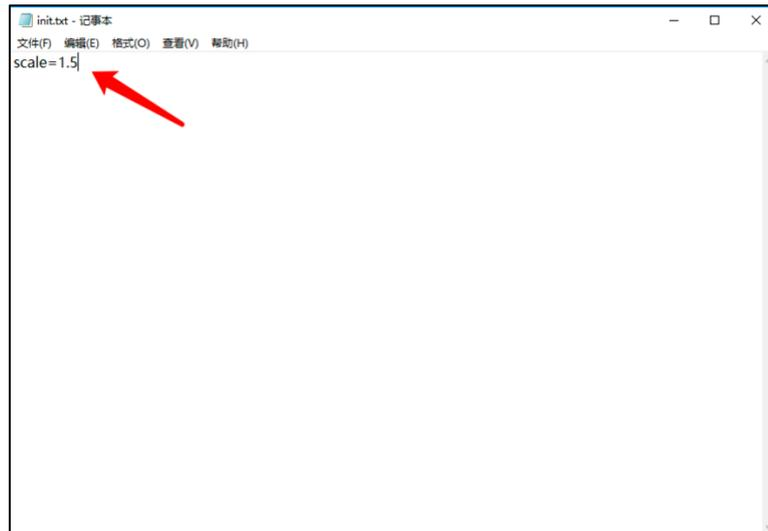 init.txt - 记事本
文件(F) 编辑(E) 格式(O) 查看(V) 帮助(H)
scale=1.5